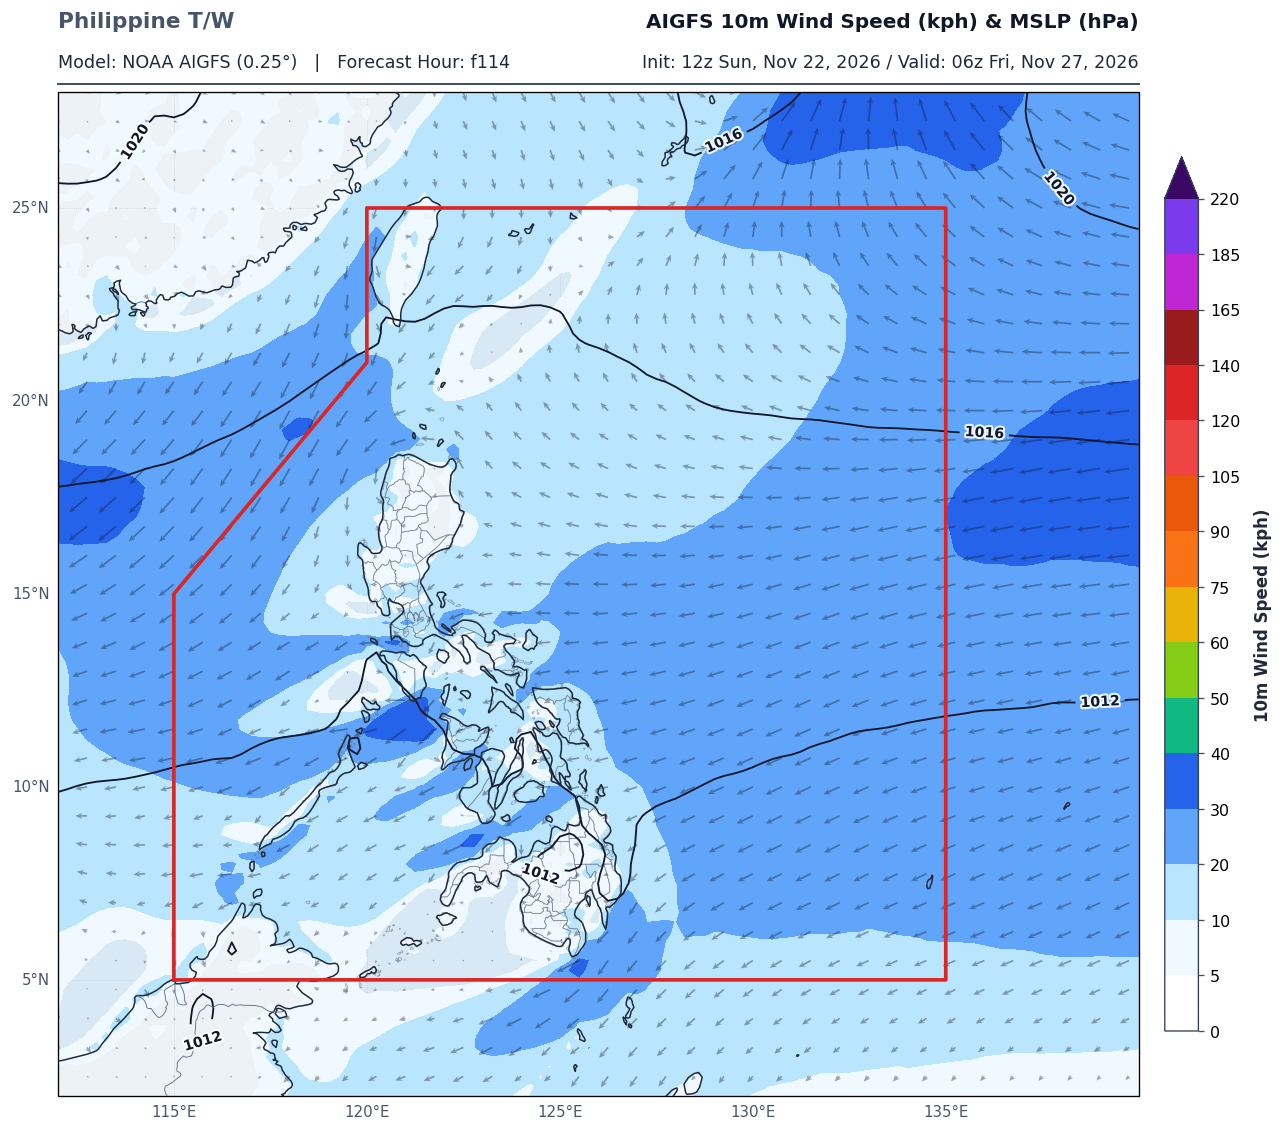 Philippine T/W
AIGFS 10m Wind Speed (kph) & MSLP (hPa)
Model: NOAA AIGFS (0.25°)   |   Forecast Hour: f114
Init: 12z Sun, Nov 22, 2026 / Valid: 06z Fri, Nov 27, 2026
1020
1016
1020
1016
1012
1012
1012
25°N
20°N
15°N
10°N
5°N
115°E
120°E
125°E
130°E
135°E
220
185
165
140
120
105
90
75
60
50
40
30
20
10
5
0
10m Wind Speed (kph)